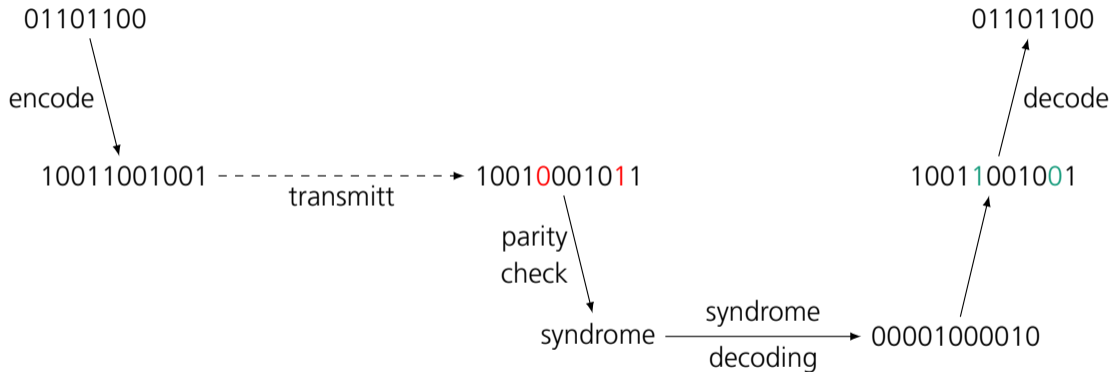 01101100
01101100
encode
decode
10011001001
transmitt
10010001011
10011001001
parity
check
syndrome
syndrome
decoding
00001000010